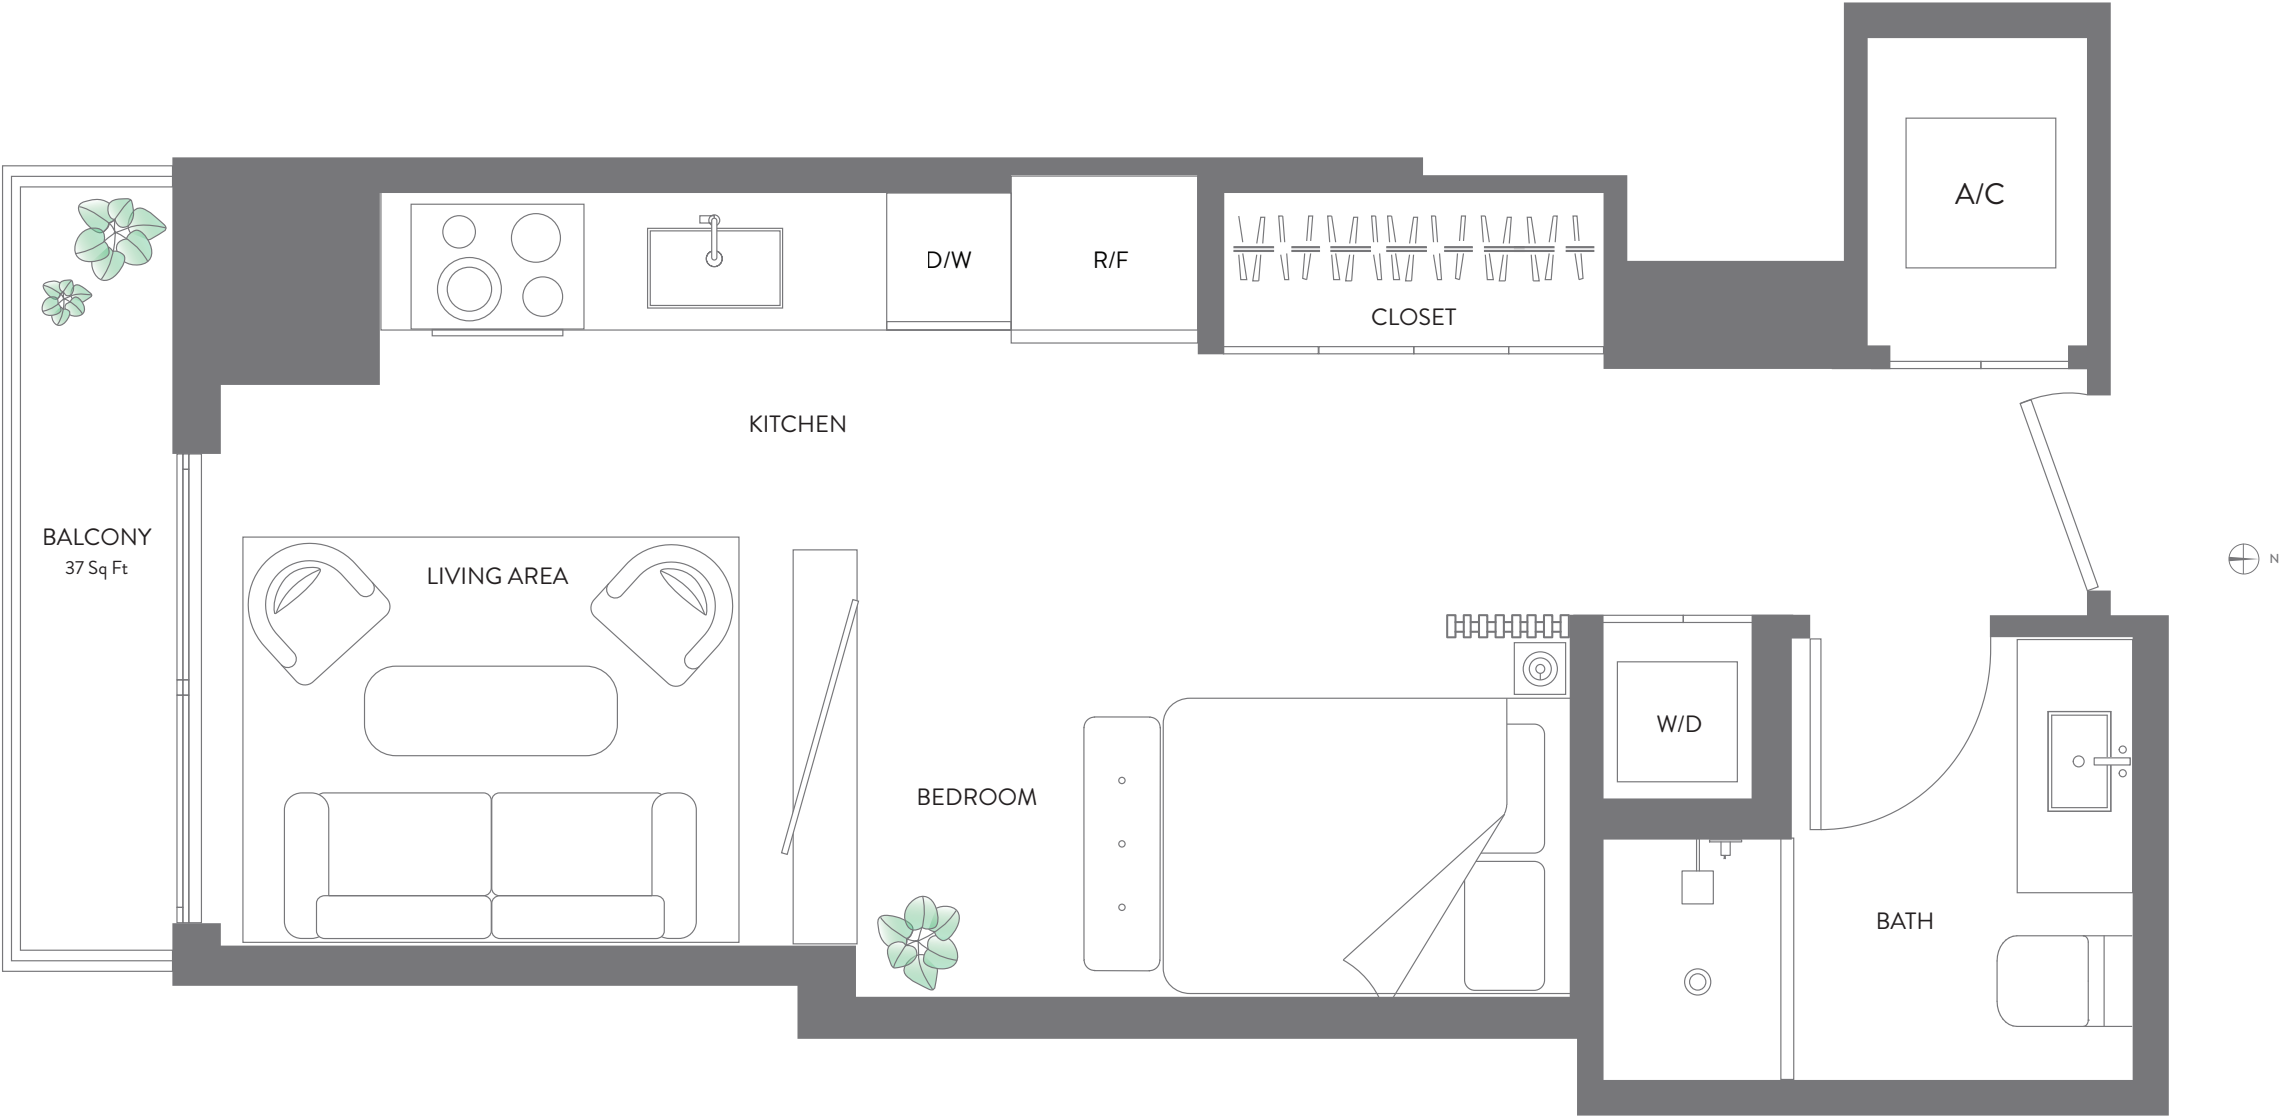 A/C
D/W
R/F
CLOSET
KITCHEN
BALCONY
37 Sq Ft
LIVING AREA
N
W/D
BEDROOM
BATH